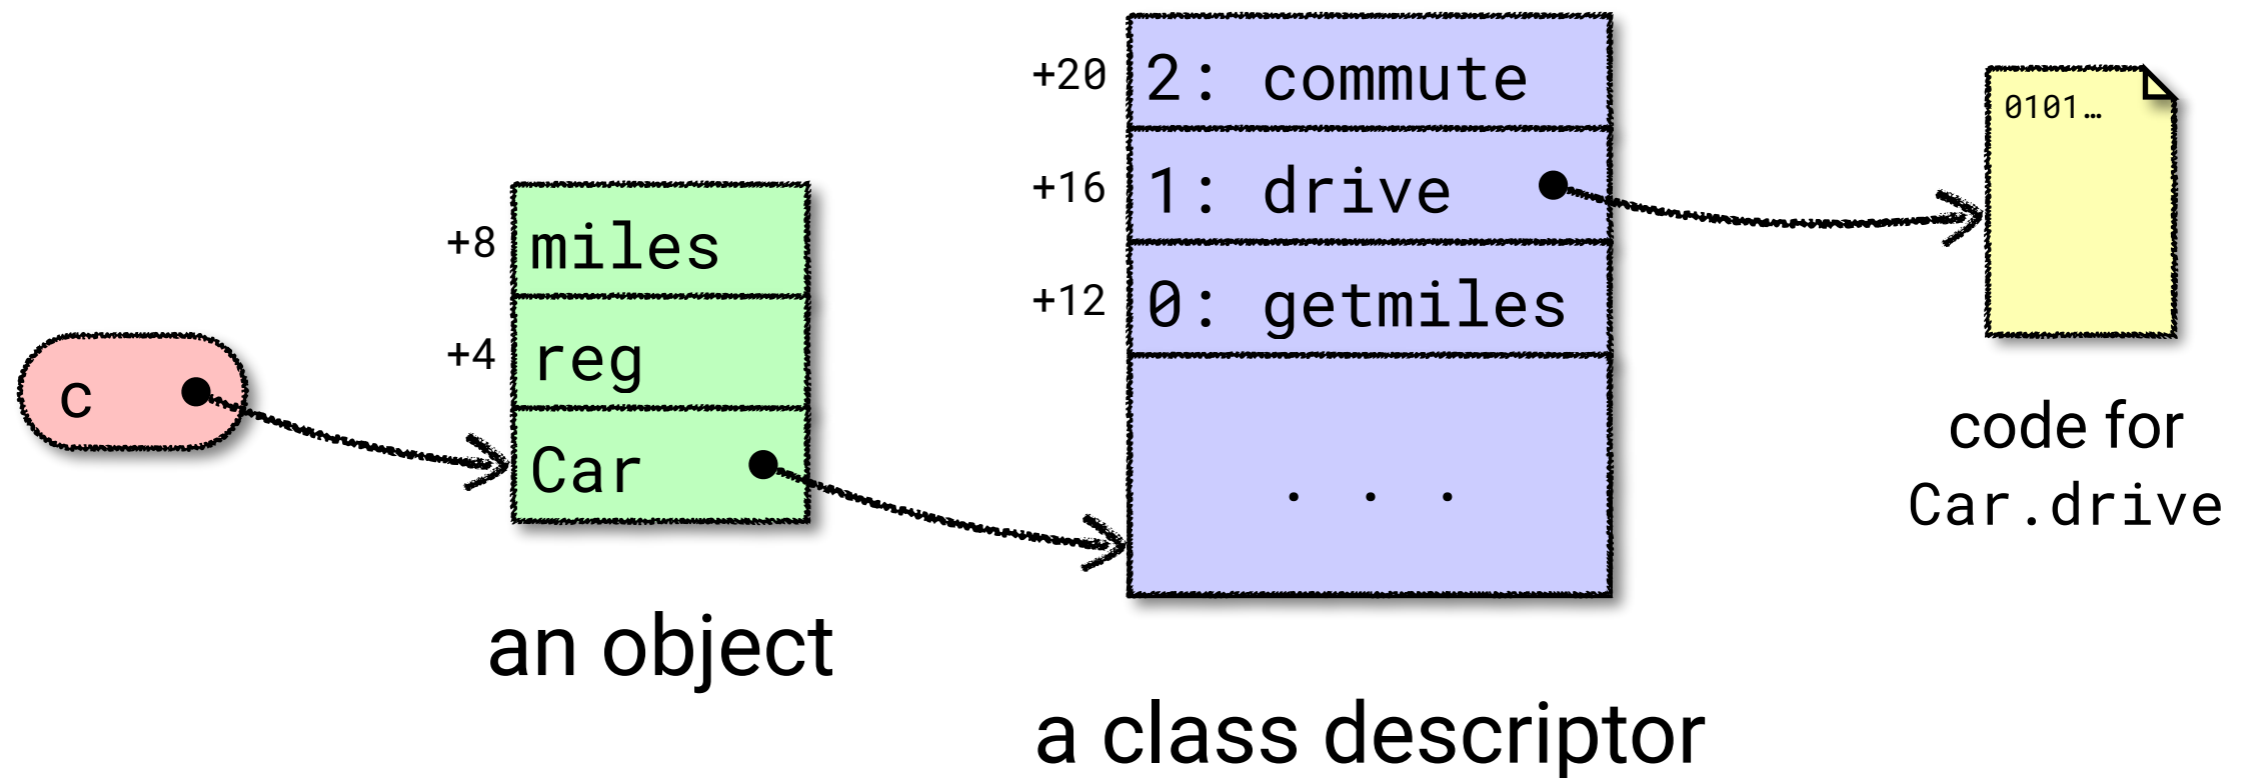 c
+8 miles
+4 reg
Car
an object
+20 2: commute
+16 1: drive
+12 0: getmiles
. . .
a class descriptor
0101…
code for
Car.drive